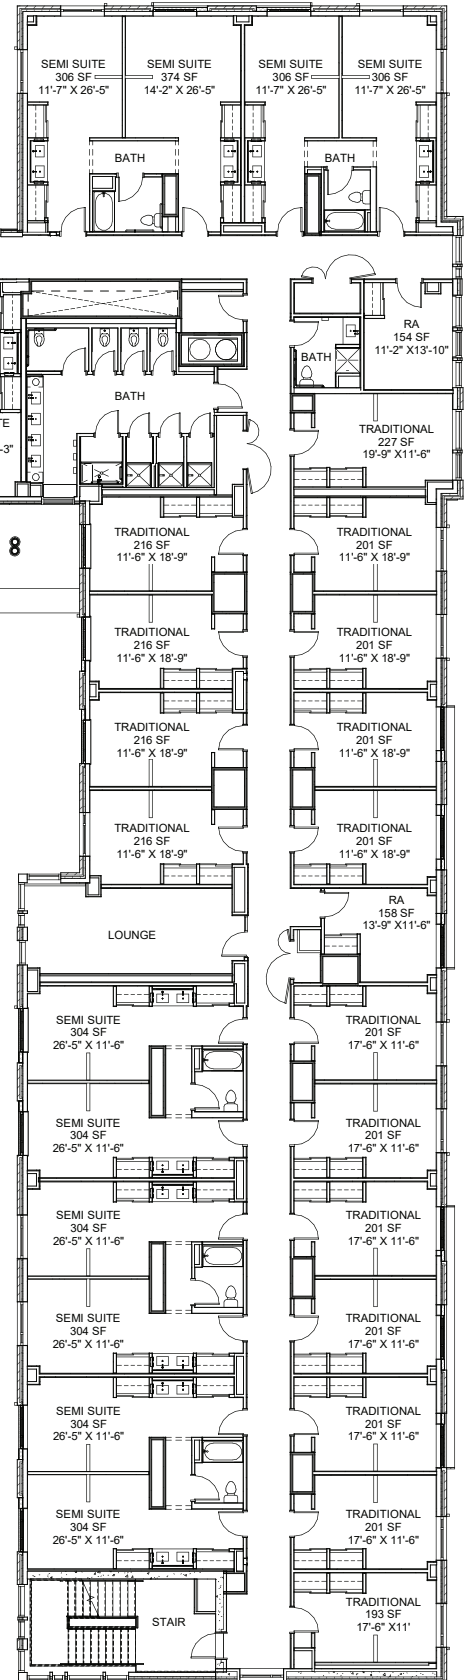 SEMI SUITE
306 SF
11'-7" X 26'-5"
SEMI SUITE
374 SF
14'-2" X 26'-5"
SEMI SUITE
306 SF
11'-7" X 26'-5"
SEMI SUITE
306 SF
11'-7" X 26'-5"
BATH
BATH
RA
154 SF
11'-2" X13'-10"
BATH
BATH
TE
-3"
TRADITIONAL
227 SF
19'-9" X11'-6"
8
TRADITIONAL
216 SF
11'-6" X 18'-9"
TRADITIONAL
201 SF
11'-6" X 18'-9"
TRADITIONAL
216 SF
11'-6" X 18'-9"
TRADITIONAL
201 SF
11'-6" X 18'-9"
TRADITIONAL
216 SF
11'-6" X 18'-9"
TRADITIONAL
201 SF
11'-6" X 18'-9"
TRADITIONAL
216 SF
11'-6" X 18'-9"
TRADITIONAL
201 SF
11'-6" X 18'-9"
LOUNGE
RA
158 SF
13'-9" X11'-6"
SEMI SUITE
304 SF
26'-5" X 11'-6"
TRADITIONAL
201 SF
17'-6" X 11'-6"
SEMI SUITE
304 SF
26'-5" X 11'-6"
TRADITIONAL
201 SF
17'-6" X 11'-6"
SEMI SUITE
304 SF
26'-5" X 11'-6"
TRADITIONAL
201 SF
17'-6" X 11'-6"
SEMI SUITE
304 SF
26'-5" X 11'-6"
TRADITIONAL
201 SF
17'-6" X 11'-6"
SEMI SUITE
304 SF
26'-5" X 11'-6"
TRADITIONAL
201 SF
17'-6" X 11'-6"
SEMI SUITE
304 SF
26'-5" X 11'-6"
TRADITIONAL
201 SF
17'-6" X 11'-6"
STAIR
TRADITIONAL
193 SF
17'-6" X11'